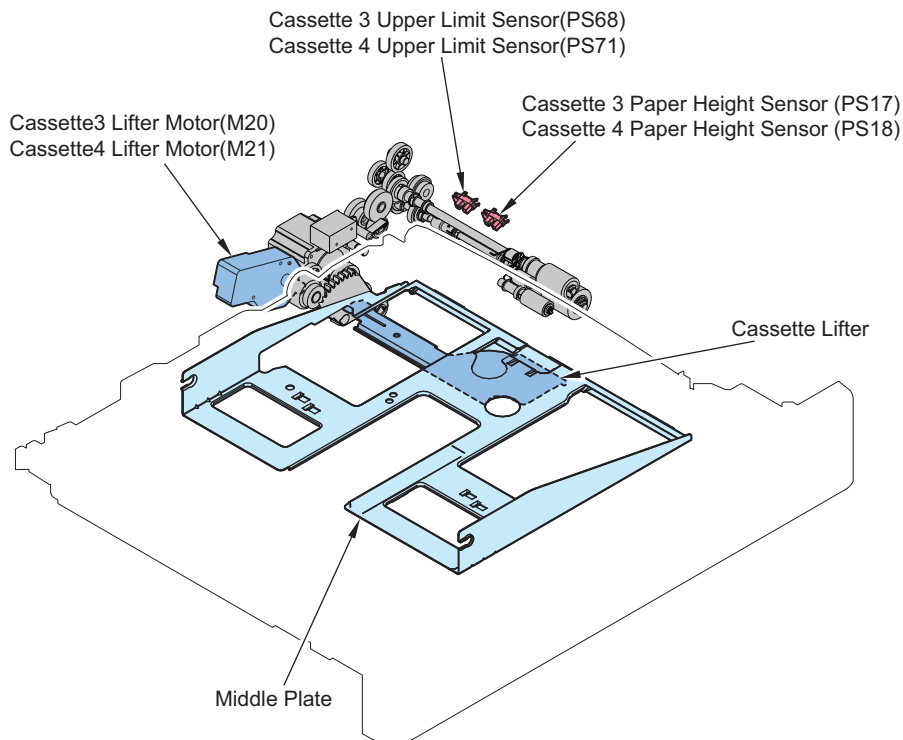 Cassette 3 Upper Limit Sensor(PS68)
Cassette 4 Upper Limit Sensor(PS71)
Cassette 3 Paper Height Sensor (PS17)
Cassette 4 Paper Height Sensor (PS18)
Cassette3 Lifter Motor(M20)
Cassette4 Lifter Motor(M21)
Cassette Lifter
Middle Plate